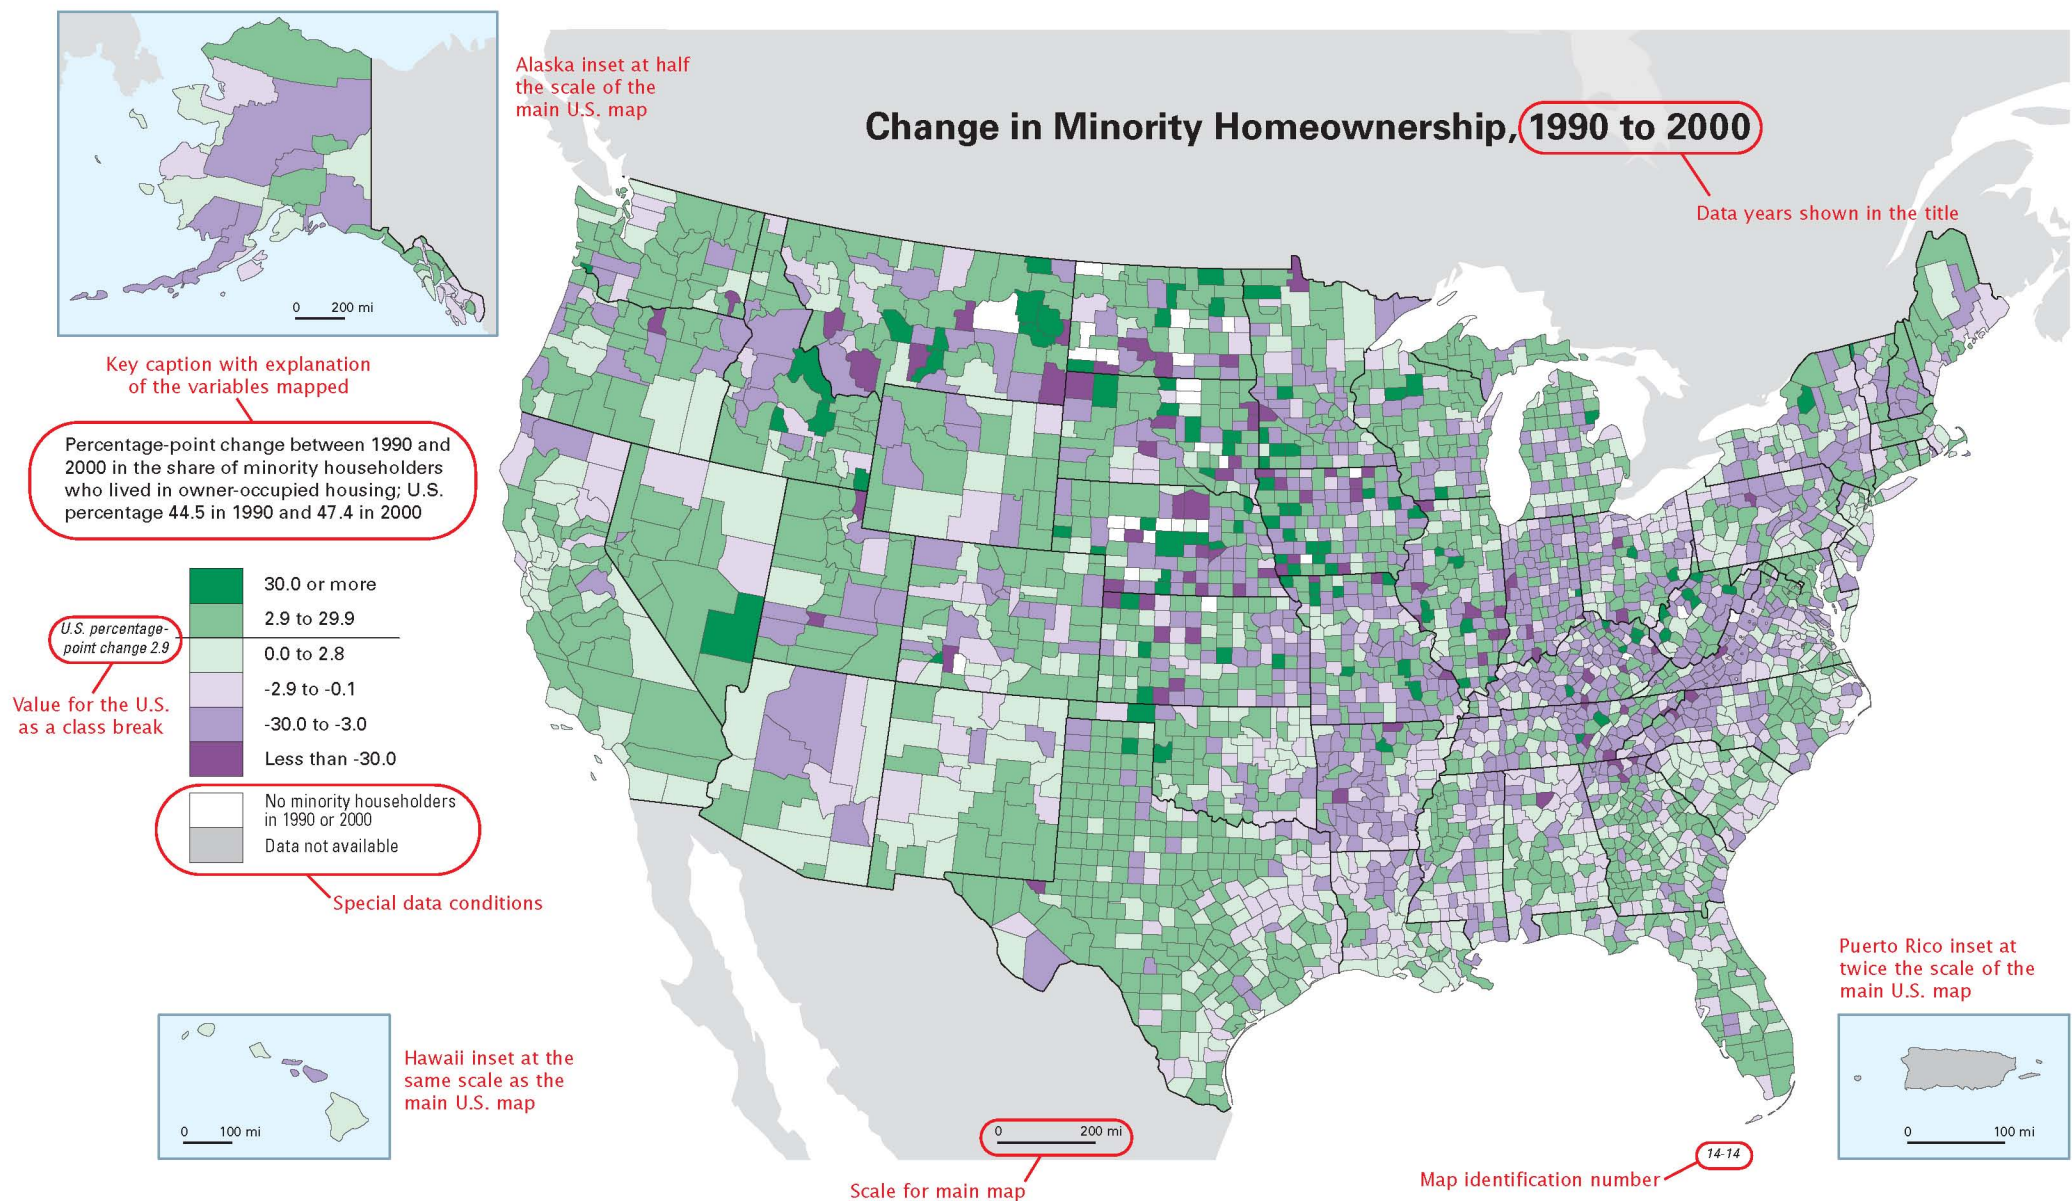 Alaska inset at half
the scale of the
main U.S. map
Change in Minority Homeownership, 1990 to 2000
Data years shown in the title
0 200 mi
Key caption with explanation
of the variables mapped
Percentage-point change between 1990 and
2000 in the share of minority householders
who lived in owner-occupied housing; U.S.
percentage 44.5 in 1990 and 47.4 in 2000
30.0 or more
2.9 to 29.9
U.S. percentage-
point change 2.9
0.0 to 2.8
-2.9 to -0.1
-30.0 to -3.0
Less than -30.0
Value for the U.S.
as a class break
No minority householders
in 1990 or 2000
Data not available
Special data conditions
Hawaii inset at the
same scale as the
main U.S. map
0 100 mi
0 200 mi
Scale for main map
Puerto Rico inset at
twice the scale of the
main U.S. map
0 100 mi
14-14
Map identification number